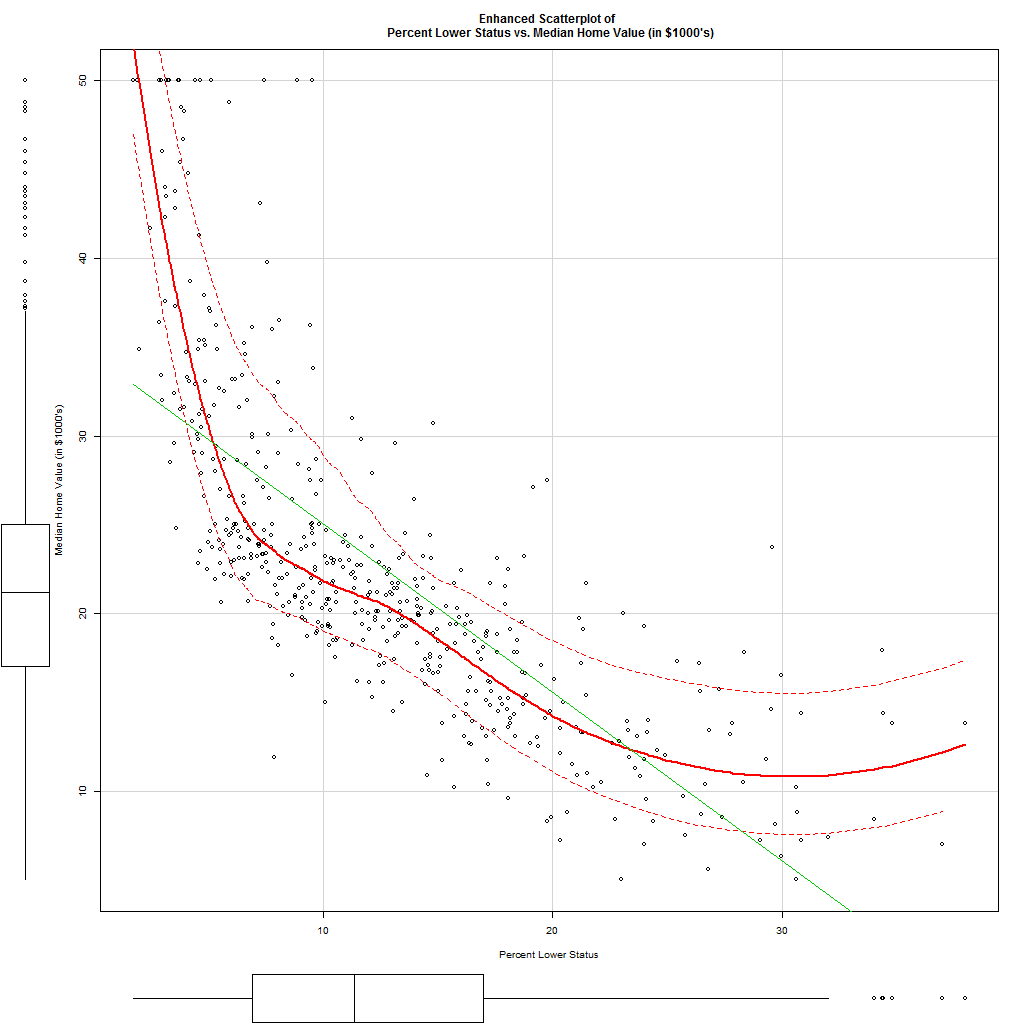 Enhanced Scatterplot of
Percent Lower Status vs. Median Home Value (in $1000's)
50
40
30
20
10
Median Home Value (in $1000's)
10 20 30
Percent Lower Status